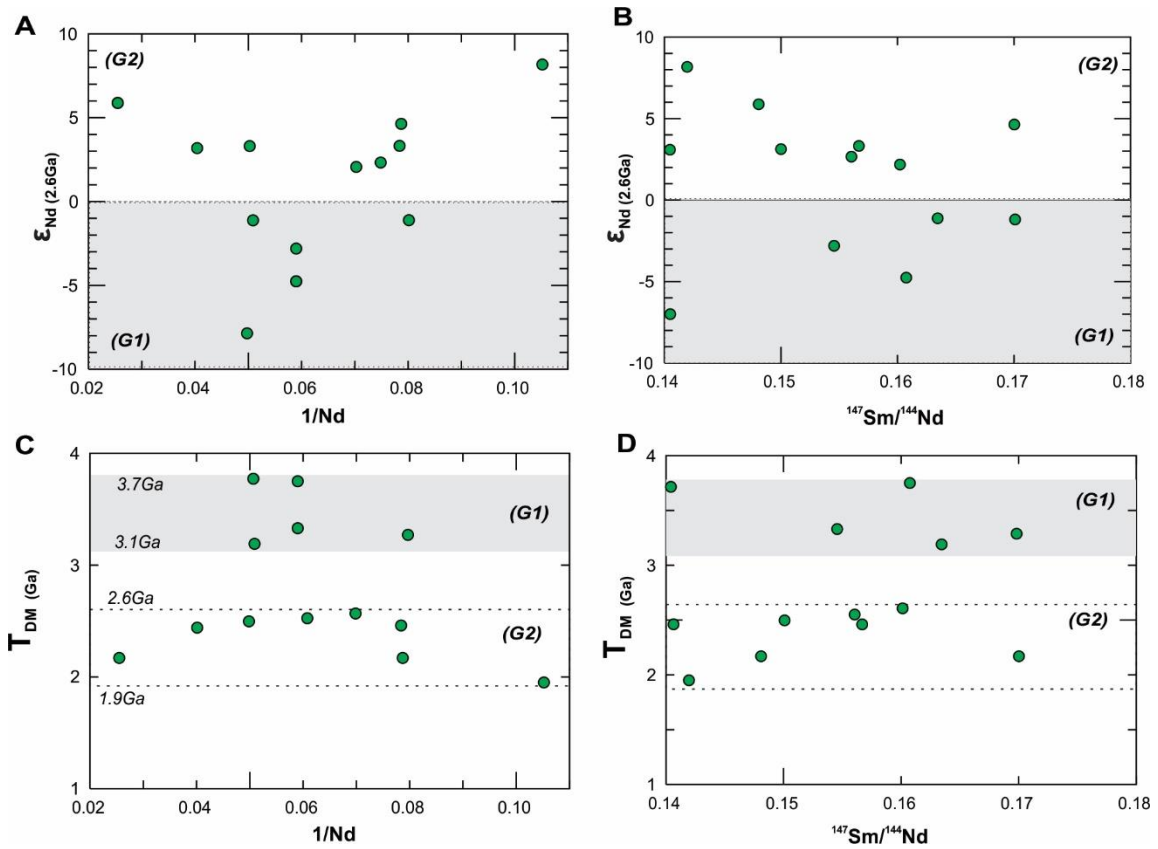 A
10
(G2)
5
0
-5
(G1)
-10
0.02 0.04 0.06 0.08 0.10
1/Nd
εNd (2.6Ga)
B
10
(G2)
5
0
-5
(G1)
-10
0.14 0.15 0.16 0.17 0.18
147Sm/144Nd
εNd (2.6Ga)
C
4
3.7Ga
(G1)
3.1Ga
3
2.6Ga
(G2)
2
1.9Ga
1
0.02 0.04 0.06 0.08 0.10
1/Nd
TDM (Ga)
D
4
(G1)
3
(G2)
2
1
0.14 0.15 0.16 0.17 0.18
147Sm/144Nd
TDM (Ga)